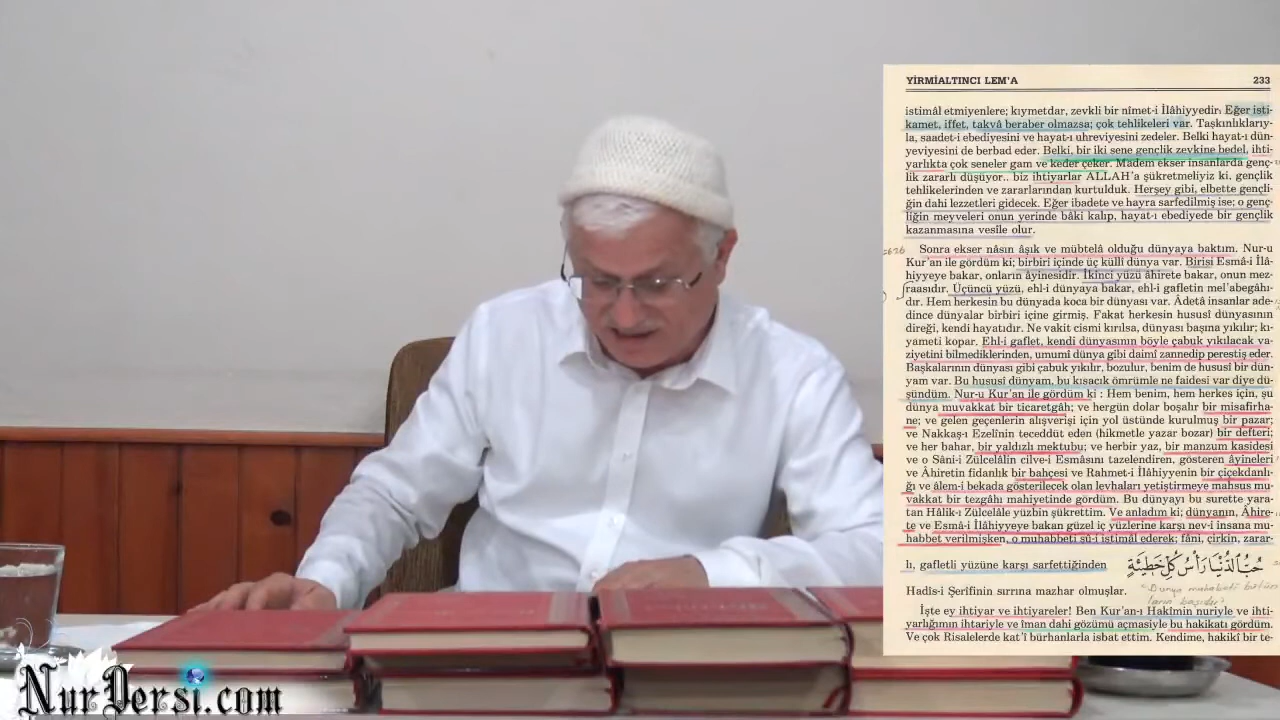 YİRMİALTINCI LEM'A 233
istimâl etmiyenlere; kıymetdar, zevkli bir nîmet-i İlâhiyyedir. Eğer isti-
kamet, iffet, takvâ beraber olmazsa; çok tehlikeleri var. Taşkınlıklarıy-
la, saadet-i ebediyesini ve hayat-ı uhreviyesini zedeler. Belki hayat-ı dün-
yeviyesini de berbad eder. Belki, bir iki sene gençlik zevkine bedel, ihti-
yarlıkta çok seneler gam ve keder çeker. Madem ekser insanlarda genç-
lik zararlı düşüyor.. biz ihtiyarlar ALLAH'a şükretmeliyiz ki, gençlik
tehlikelerinden ve zararlarından kurtulduk. Herşey gibi, elbette gençli-
ğin dahi lezzetleri gidecek. Eğer ibadete ve hayra sarfedilmiş ise; o genç-
liğin meyveleri onun yerinde bâki kalıp, hayat-ı ebediyede bir gençlik
kazanmasına vesîle olur.
Sonra ekser nâsın âşık ve mübtelâ olduğu dünyaya baktım. Nur-u
Kur'an ile gördüm ki; birbiri içinde üç küllî dünya var. Birisi Esmâ-i İlâ-
hiyyeye bakar, onların âyinesidir. İkinci yüzü âhirete bakar, onun mez-
raasıdır. Üçüncü yüzü, ehl-i dünyaya bakar, ehl-i gafletin mel'abegâhı-
dır. Hem herkesin bu dünyada koca bir dünyası var. Âdetâ insanlar ade-
dince dünyalar birbiri içine girmiş. Fakat herkesin hususî dünyasının
direği, kendi hayatıdır. Ne vakit cismi kırılsa, dünyası başına yıkılır; kı-
yameti kopar. Ehl-i gaflet, kendi dünyasının böyle çabuk yıkılacak va-
ziyetini bilmediklerinden, umumî dünya gibi daimî zannedip perestiş eder.
Başkalarının dünyası gibi çabuk yıkılır, bozulur, benim de hususî bir dün-
yam var. Bu hususî dünyam, bu kısacık ömrümle ne faidesi var diye dü-
şündüm. Nur-u Kur'an ile gördüm ki : Hem benim, hem herkes için, şu
dünya muvakkat bir ticaretgâh; ve hergün dolar boşalır bir misafirha-
ne; ve gelen geçenlerin alışverişi için yol üstünde kurulmuş bir pazar;
ve Nakkaş-ı Ezelînin teceddüt eden (hikmetle yazar bozar) bir defteri;
ve her bahar, bir yaldızlı mektubu; ve herbir yaz, bir manzum kasidesi
ve o Sâni-i Zülcelâlin cilve-i Esmâsını tazelendiren, gösteren âyineleri
ve Âhiretin fidanlık bir bahçesi ve Rahmet-i İlâhiyyenin bir çiçekdanlı-
ğı ve âlem-i bekada gösterilecek olan levhaları yetiştirmeye mahsus mu-
vakkat bir tezgâhı mahiyetinde gördüm. Bu dünyayı bu surette yara-
tan Hâlik-i Zülcelâle yüzbin şükrettim. Ve anladım ki; dünyanın, Âhire-
te ve Esmâ-i İlâhiyyeye bakan güzel iç yüzlerine karşı nev-i insana mu-
habbet verilmişken, o muhabbeti sû-i istimâl ederek; fâni, çirkin, zarar-
lı, gafletli yüzüne karşı sarfettiğinden حُبُّ الدُّنْيَا رَأْسُ كُلِّ خَطِيئَةٍ
Hadîs-i Şerifinin sırrına mazhar olmuşlar. "Dünya muhabbeti
başıdır"
İşte ey ihtiyar ve ihtiyareler! Ben Kur'an-ı Hakîmin nuriyle ve ihti-
yarlığımın ihtariyle ve îman dahi gözümü açmasiyle bu hakikatı gördüm.
Ve çok Risalelerde kat'î bürhanlarla isbat ettim. Kendime, hakikî bir te-
NurDersi.com